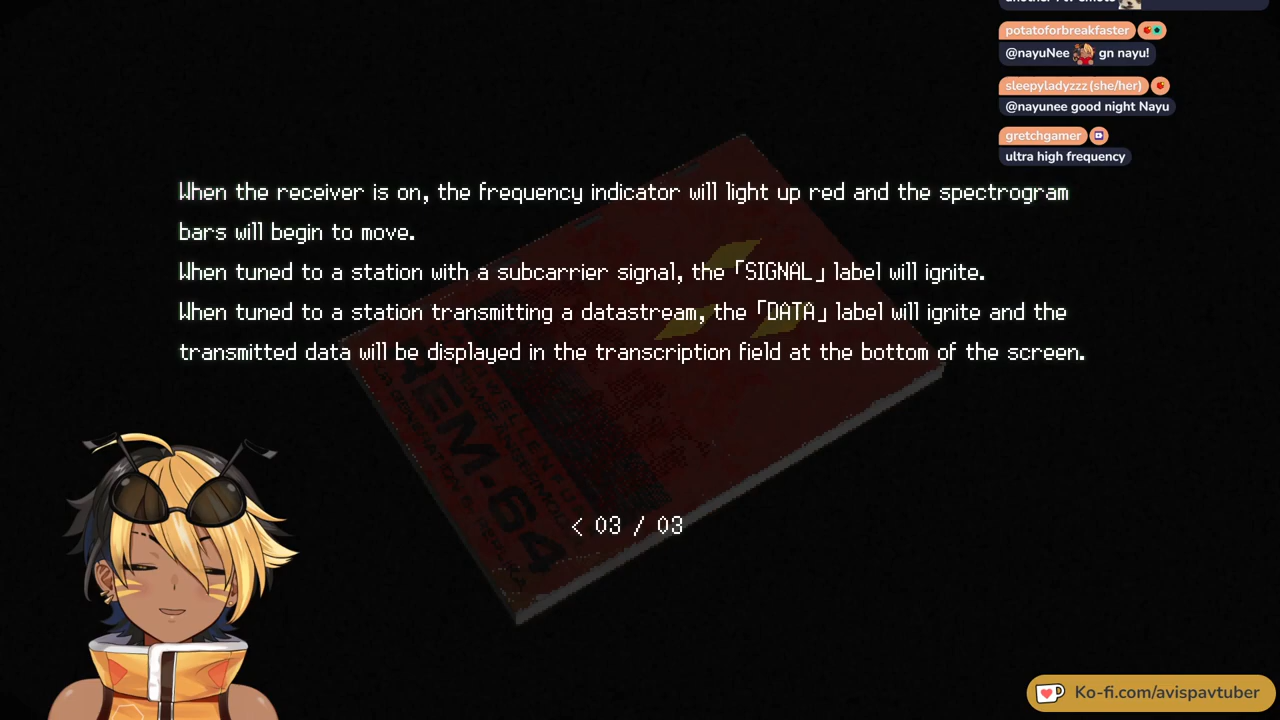 potatoforbreakfaster
@nayuNee gn nayu!
sleepyladyzzz (she/her)
@nayunee good night Nayu
gretchgamer
ultra high frequency
When the receiver is on, the frequency indicator will light up red and the spectrogram
bars will begin to move.
When tuned to a station with a subcarrier signal, the「SIGNAL」label will ignite.
When tuned to a station transmitting a datastream, the「DATA」label will ignite and the
transmitted data will be displayed in the transcription field at the bottom of the screen.
REM-64
< 03 / 03
Ko-fi.com/avispavtuber